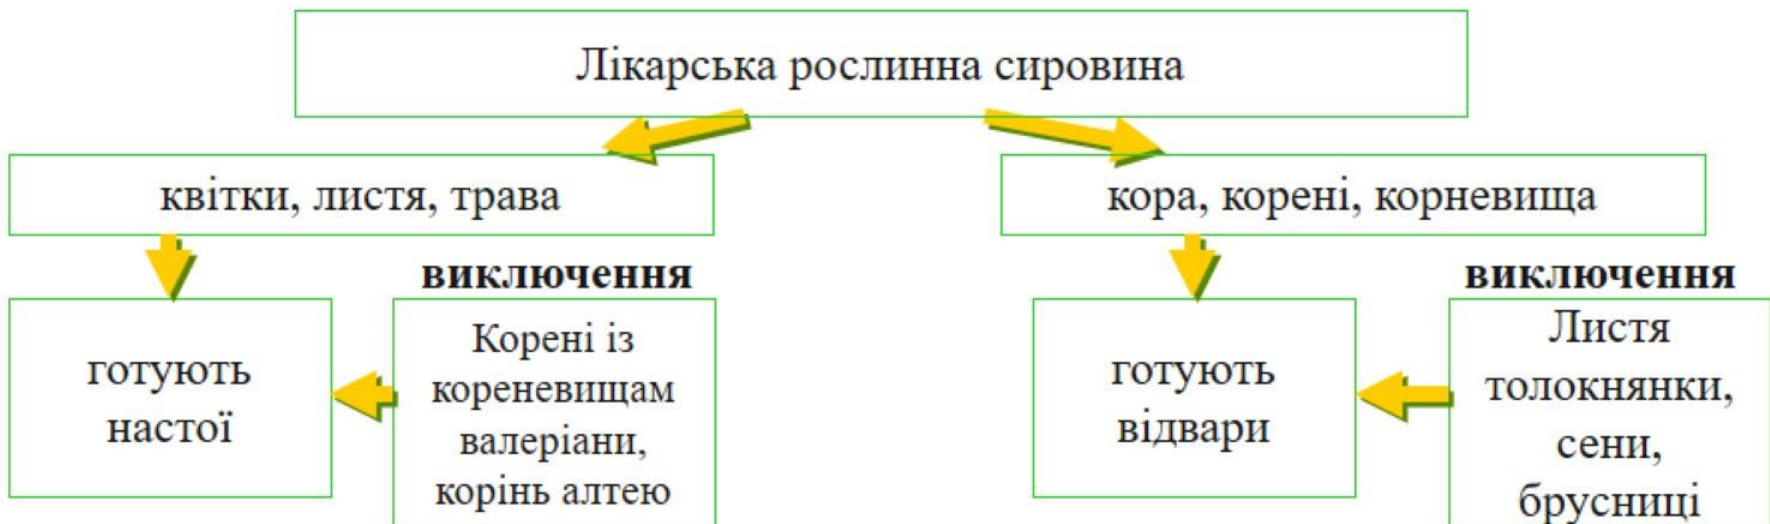 Лікарська рослинна сировина
квітки, листя, трава
кора, корені, корневища
виключення
готують
настої
Корені із
кореневищам
валеріани,
корінь алтею
виключення
готують
відвари
Листя
толокнянки,
сени,
брусниці